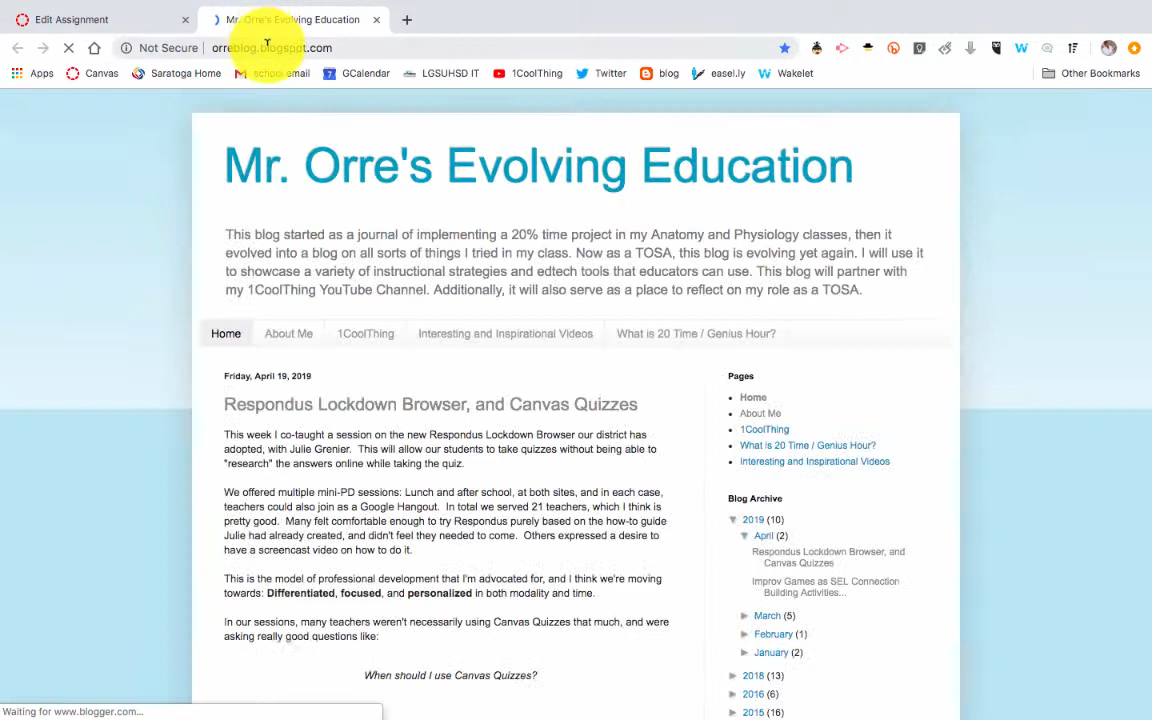 Edit Assignment
Mr. Orre's Evolving Education
Not Secure
orreblog.blogsppt.com
Apps
Canvas
Saratoga Home
school email
GCalendar
LGSUHSD IT
1CoolThing
Twitter
blog
easel.ly
Wakelet
Other Bookmarks
Mr. Orre's Evolving Education
This blog started as a journal of implementing a 20% time project in my Anatomy and Physiology classes, then it
evolved into a blog on all sorts of things I tried in my class. Now as a TOSA, this blog is evolving yet again. I will use it
to showcase a variety of instructional strategies and edtech tools that educators can use. This blog will partner with
my 1CoolThing YouTube Channel. Additionally, it will also serve as a place to reflect on my role as a TOSA.
Home
About Me
1CoolThing
Interesting and Inspirational Videos
What is 20 Time / Genius Hour?
Friday, April 19, 2019
Respondus Lockdown Browser, and Canvas Quizzes
This week I co-taught a session on the new Respondus Lockdown Browser our district has
adopted, with Julie Grenier. This will allow our students to take quizzes without being able to
"research" the answers online while taking the quiz.
We offered multiple mini-PD sessions: Lunch and after school, at both sites, and in each case,
teachers could also join as a Google Hangout. In total we served 21 teachers, which I think is
pretty good. Many felt comfortable enough to try Respondus purely based on the how-to guide
Julie had already created, and didn't feel they needed to come. Others expressed a desire to
have a screencast video on how to do it.
This is the model of professional development that I'm advocated for, and I think we're moving
towards: Differentiated, focused, and personalized in both modality and time.
In our sessions, many teachers weren't necessarily using Canvas Quizzes that much, and were
asking really good questions like:
When should I use Canvas Quizzes?
Pages
Home
About Me
1CoolThing
What is 20 Time / Genius Hour?
Interesting and Inspirational Videos
Blog Archive
▼ 2019 (10)
▼ April (2)
Respondus Lockdown Browser, and
Canvas Quizzes
Improv Games as SEL Connection
Building Activities...
► March (5)
► February (1)
► January (2)
► 2018 (13)
► 2016 (6)
► 2015 (16)
Waiting for www.blogger.com...